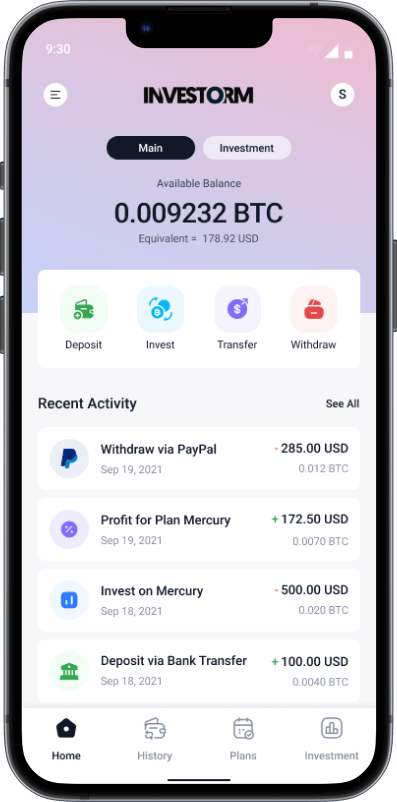 9:30
INVESTORM
S
Main
Investment
Available Balance
0.009232 BTC
Equivalent = 178.92 USD
Deposit
Invest
Transfer
Withdraw
Recent Activity
See All
Withdraw via PayPal
- 285.00 USD
Sep 19, 2021
0.012 BTC
Profit for Plan Mercury
+ 172.50 USD
Sep 19, 2021
0.0070 BTC
Invest on Mercury
- 500.00 USD
Sep 18, 2021
0.020 BTC
Deposit via Bank Transfer
+ 100.00 USD
Sep 18, 2021
0.0040 BTC
Home
History
Plans
Investment